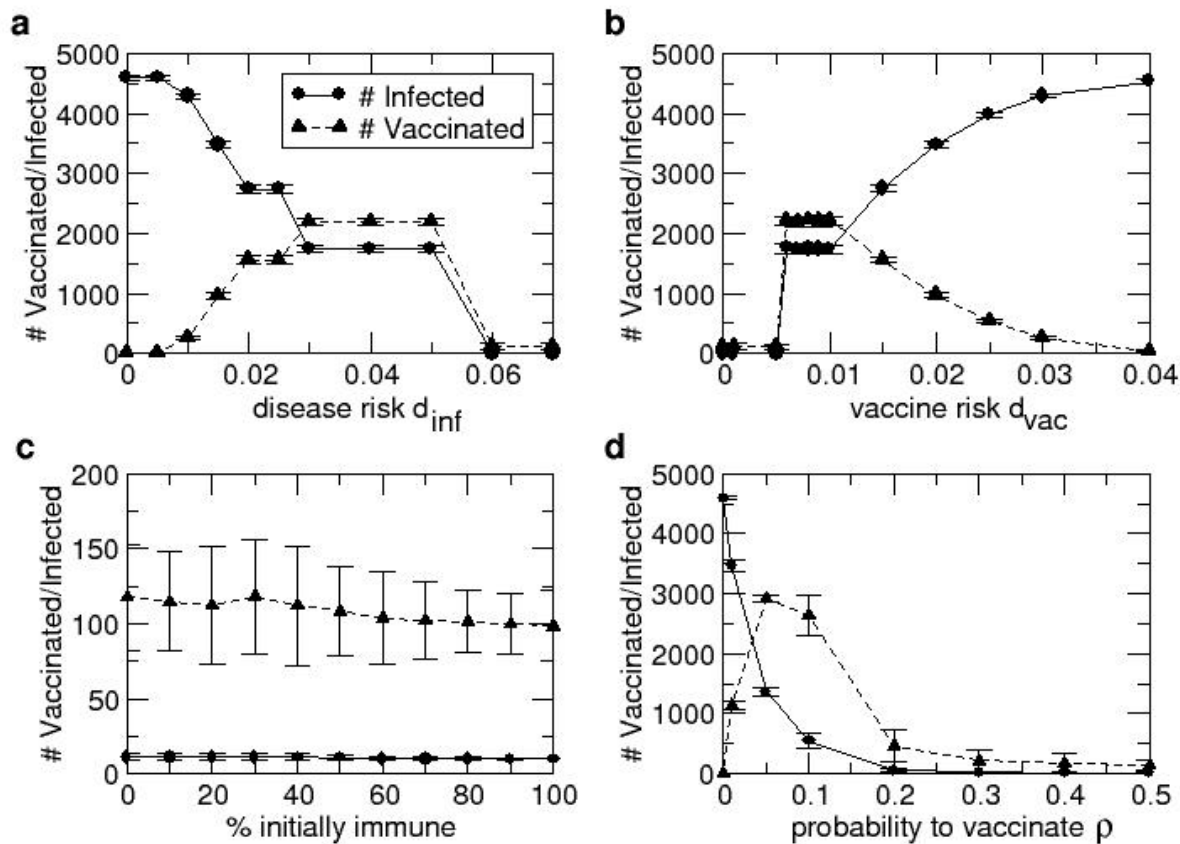 a
5000
4000
3000
2000
1000
0
# Vaccinated/Infected
# Infected
# Vaccinated
0 0.02 0.04 0.06
disease risk d_inf
b
5000
4000
3000
2000
1000
0
# Vaccinated/Infected
0 0.01 0.02 0.03 0.04
vaccine risk d_vac
c
200
150
100
50
0
# Vaccinated/Infected
0 20 40 60 80 100
% initially immune
d
5000
4000
3000
2000
1000
0
# Vaccinated/Infected
0 0.1 0.2 0.3 0.4 0.5
probability to vaccinate ρ